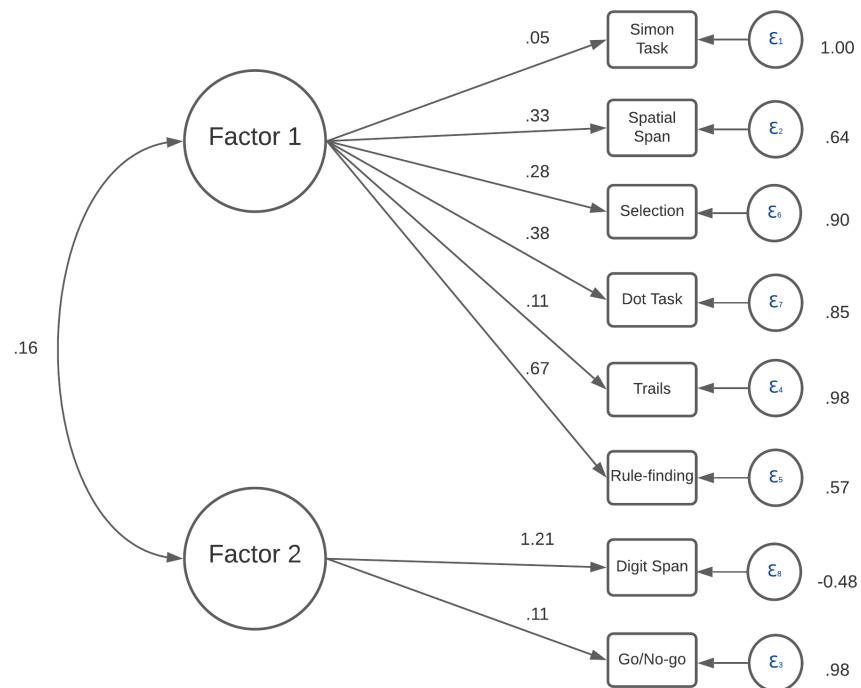 .05
Simon
Task
ε1
1.00
Factor 1
.33
Spatial
Span
ε2
.64
.28
Selection
ε6
.90
.38
Dot Task
ε7
.85
.11
Trails
ε4
.98
.16
.67
Rule-finding
ε5
.57
Factor 2
1.21
Digit Span
ε8
-0.48
.11
Go/No-go
ε3
.98